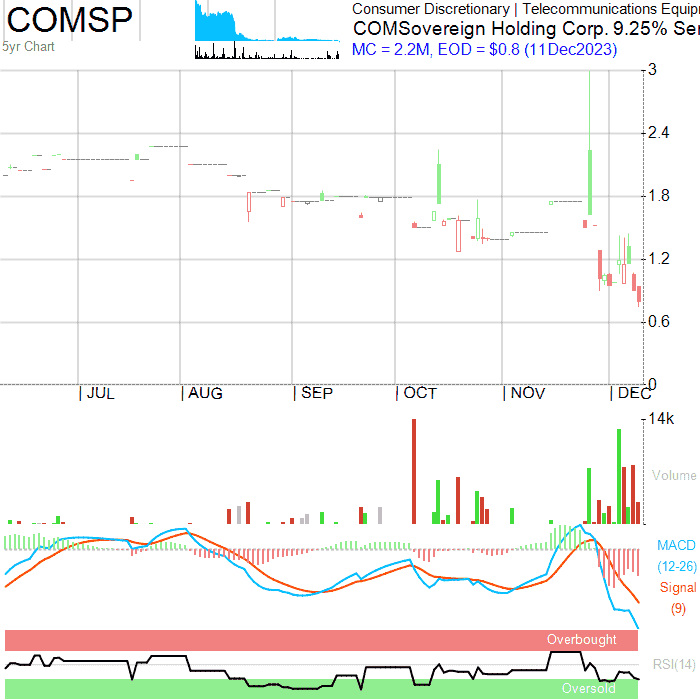 COMSP
5yr Chart
Consumer Discretionary | Telecommunications Equip
COMSovereign Holding Corp. 9.25% Ser
MC = 2.2M, EOD = $0.8 (11Dec2023)
3
2.4
1.8
1.2
0.6
0
| JUL | AUG | SEP | OCT | NOV | DEC
14k
Volume
MACD
(12-26)
Signal
(9)
Overbought
RSI(14)
Oversold